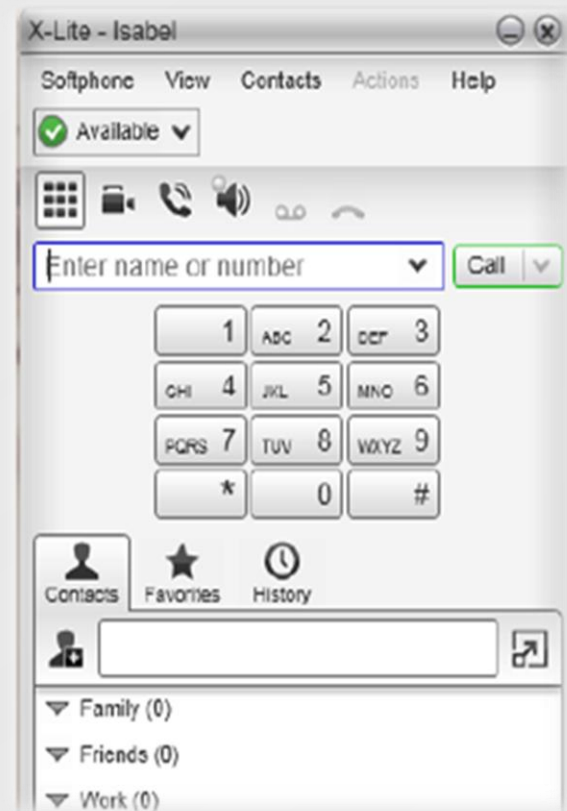 X-Lite - Isabel
Softphone View Contacts Actions Help
Available
Enter name or number Call
1 ABC 2 DEF 3
GHI 4 JKL 5 MNO 6
PQRS 7 TUV 8 WXYZ 9
* 0 #
Contacts Favorites History
Family (0)
Friends (0)
Work (0)